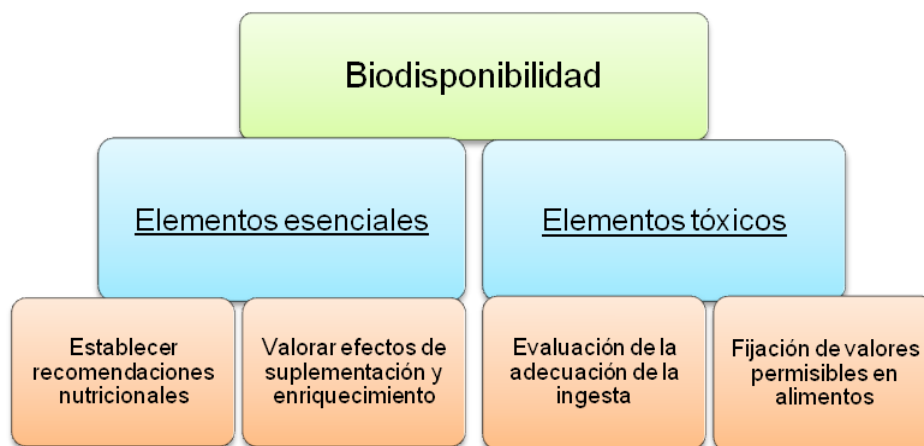 Biodisponibilidad
Elementos esenciales
Elementos tóxicos
Establecer
recomendaciones
nutricionales
Valorar efectos de
suplementación y
enriquecimiento
Evaluación de la
adecuación de la
ingesta
Fijación de valores
permisibles en
alimentos